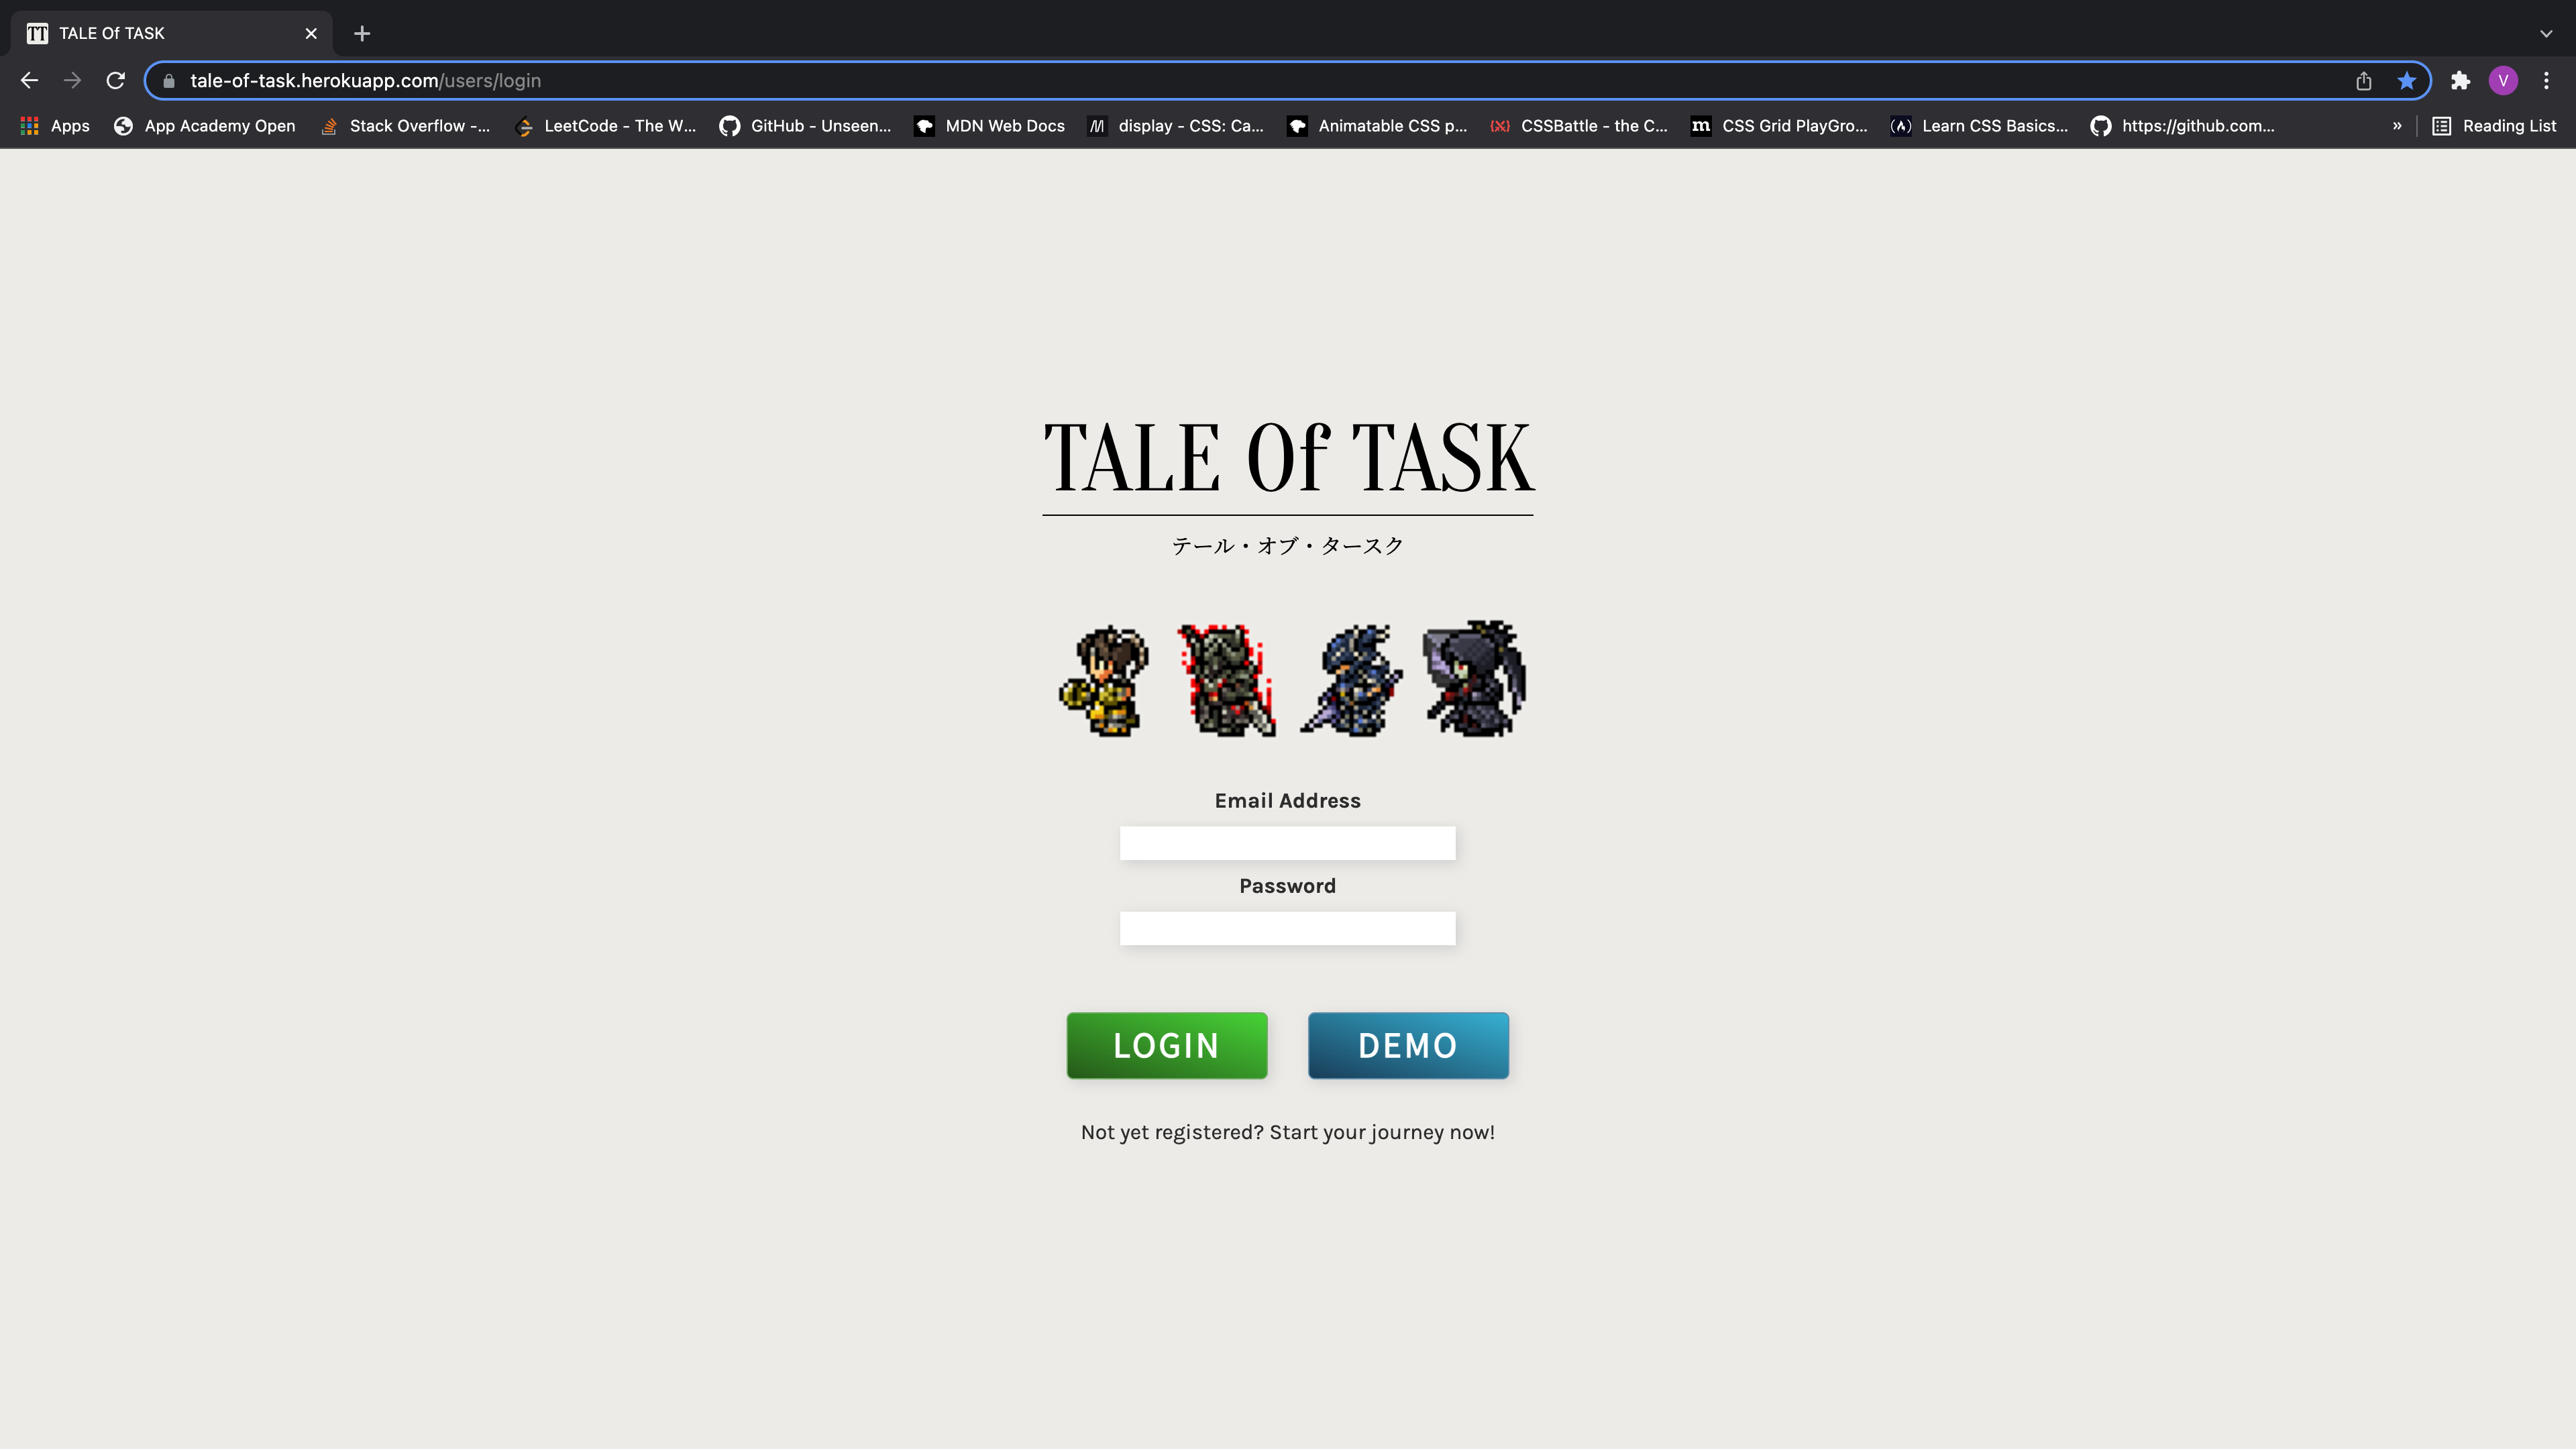 TALE Of TASK
tale-of-task.herokuapp.com/users/login
V
Apps
App Academy Open
Stack Overflow -...
LeetCode - The W...
GitHub - Unseen...
MDN Web Docs
display - CSS: Ca...
Animatable CSS p...
CSSBattle - the C...
CSS Grid PlayGro...
Learn CSS Basics...
https://github.com...
»
Reading List
TALE Of TASK
テール・オブ・タースク
Email Address
Password
LOGIN
DEMO
Not yet registered? Start your journey now!